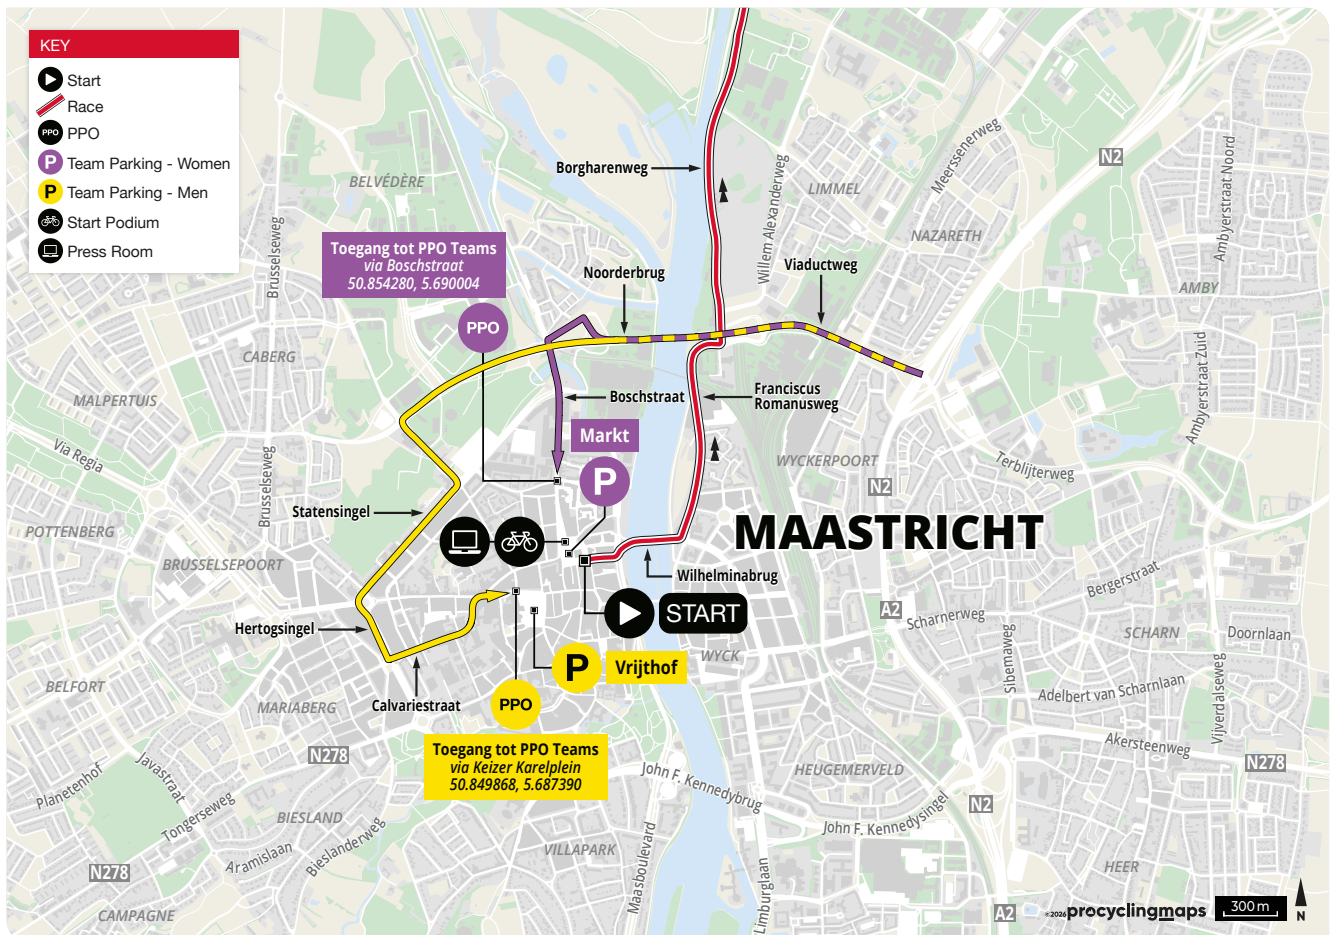 KEY
Start
Race
PPO PPO
P Team Parking - Women
P Team Parking - Men
Start Podium
Press Room
Borgharenweg
BELVÉDÈRE
Willem Alexanderweg
LIMMEL
Meerssenerweg
N2
Ambyerstraat Noord
NAZARETH
Brusselseweg
Toegang tot PPO Teams
via Boschstraat
50.854280, 5.690004
PPO
Noorderbrug
Viaductweg
AMBY
CABERG
MALPERTUIS
Boschstraat
Franciscus
Romanusweg
Ambyerstraat Zuid
Markt
P
Via Regia
Brusselseweg
WYCKERPOORT
Terblijterweg
N2
Statensingel
POTTENBERG
MAASTRICHT
BRUSSELSEPOORT
Wilhelminabrug
Bergerstraat
START
A2
Scharnerweg
Hertogsingel
SCHARN
Doornlaan
P
Vrijthof
WYCK
Sibemaweg
BELFORT
MARIABERG
Calvariestraat
PPO
Adelbert van Scharnlaan
Vijverdalseweg
Toegang tot PPO Teams
via Keizer Karelplein
50.849868, 5.687390
N278
Akersteenweg
N278
Javastraat
Planetenhof
John F. Kennedybrug
HEUGEMERVELD
N2
Tongerseweg
BIESLAND
John F. Kennedysingel
Aramislaan
Bieslanderweg
VILLAPARK
Maasboulevard
Limburglaan
HEER
N278
CAMPAGNE
A2
©2026 procyclingmaps
300 m
N